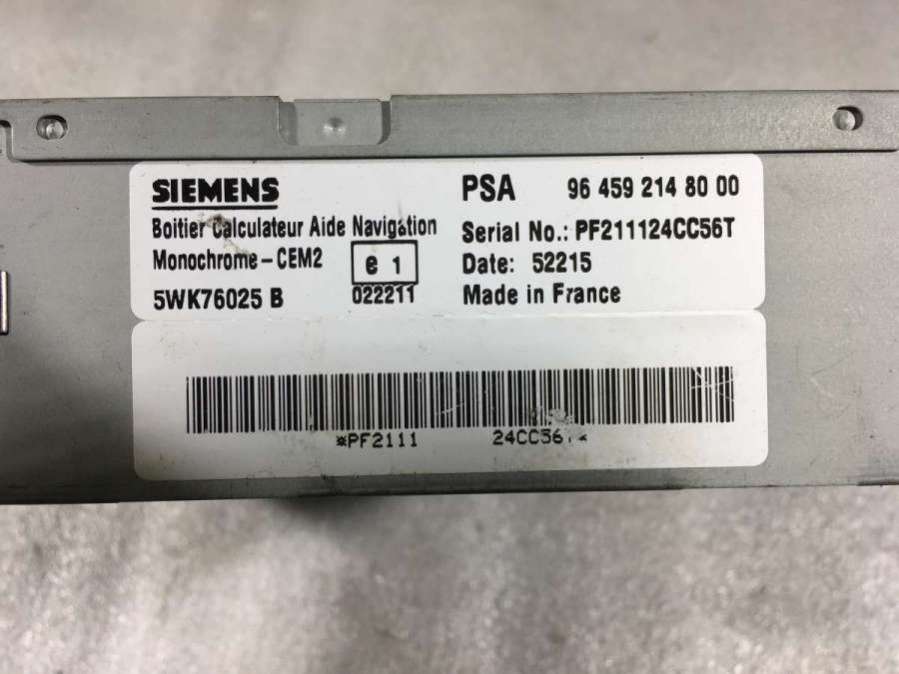 SIEMENS
Boitier Calculateur Aide Navigation
Monochrome-CEM2
e 1
5WK76025 B
022211
PSA 96 459 214 80 00
Serial No.: PF211124CC56T
Date: 52215
Made in France
*PF2111 24CC56